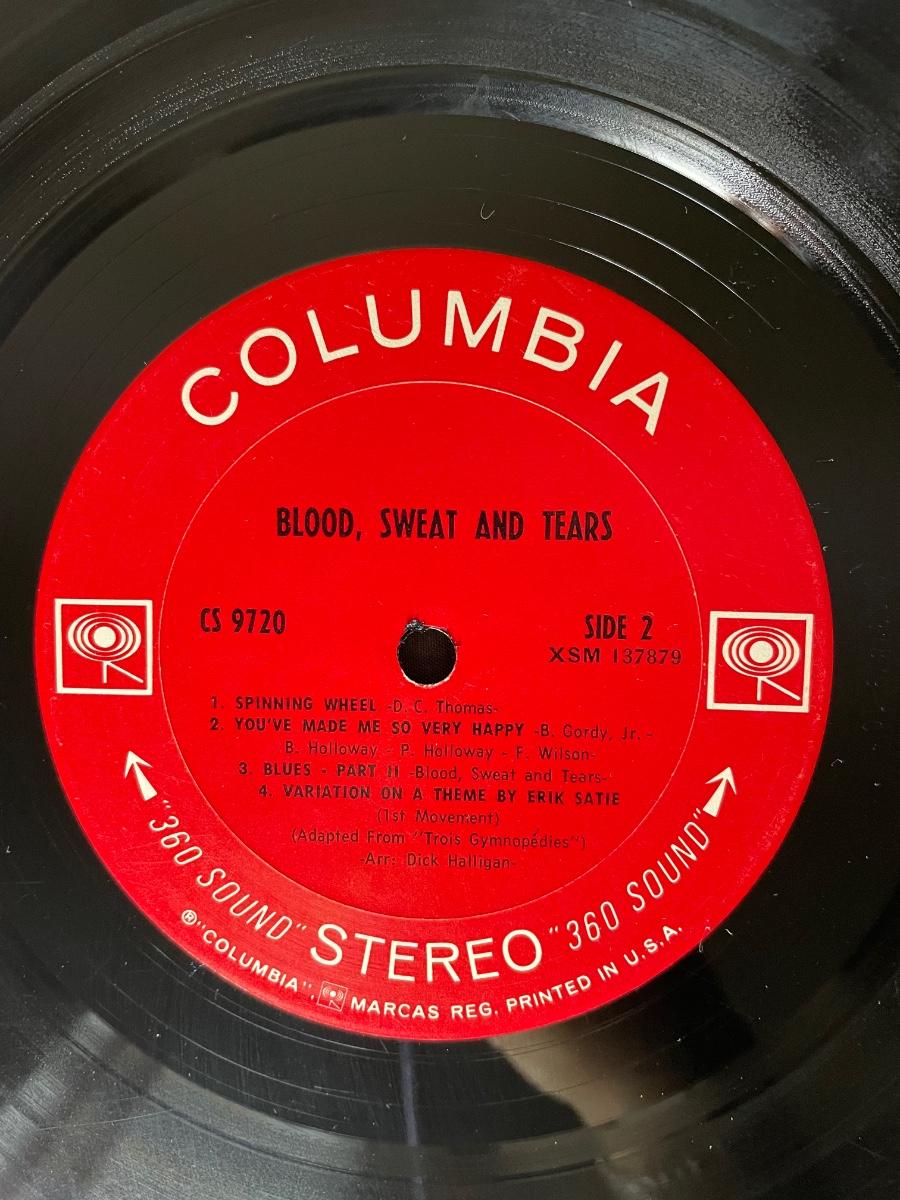 COLUMBIA
BLOOD, SWEAT AND TEARS
CS 9720
SIDE 2
XSM 137879
1. SPINNING WHEEL -D. C. Thomas-
2. YOU'VE MADE ME SO VERY HAPPY -B. Gordy, Jr. -
B. Holloway - P. Holloway - F. Wilson-
3. BLUES - PART II -Blood, Sweat and Tears-
4. VARIATION ON A THEME BY ERIK SATIE
(1st Movement)
(Adapted From "Trois Gymnopédies")
-Arr: Dick Halligan-
"360 SOUND" STEREO "360 SOUND"
®"COLUMBIA", MARCAS REG. PRINTED IN U.S.A.